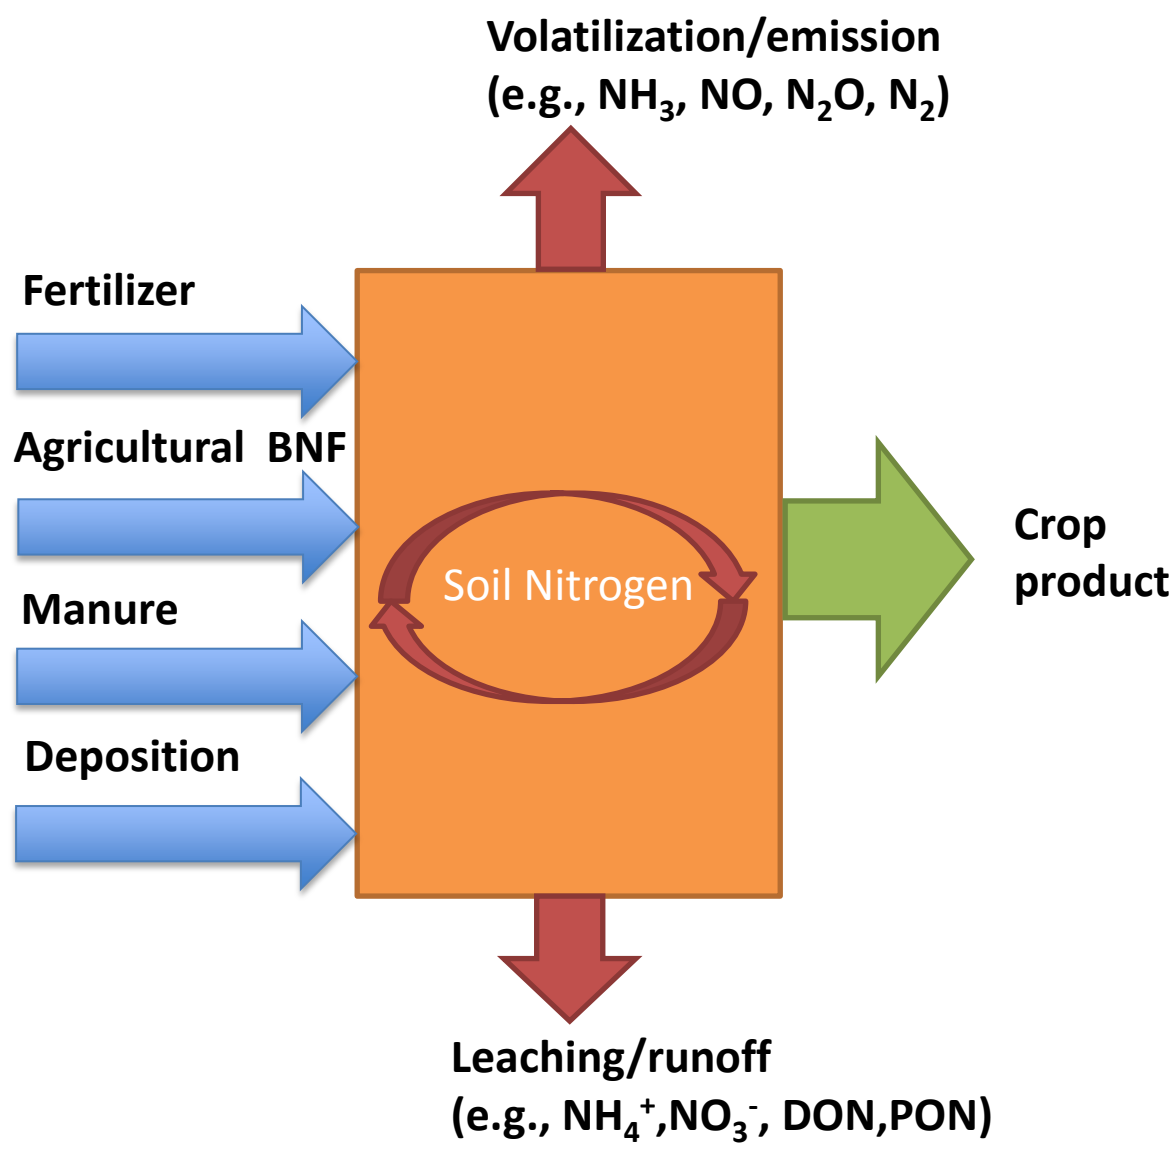 Volatilization/emission
(e.g., NH₃, NO, N₂O, N₂)
Fertilizer
Agricultural BNF
Manure
Deposition
Soil Nitrogen
Crop
product
Leaching/runoff
(e.g., NH₄⁺,NO₃⁻, DON,PON)